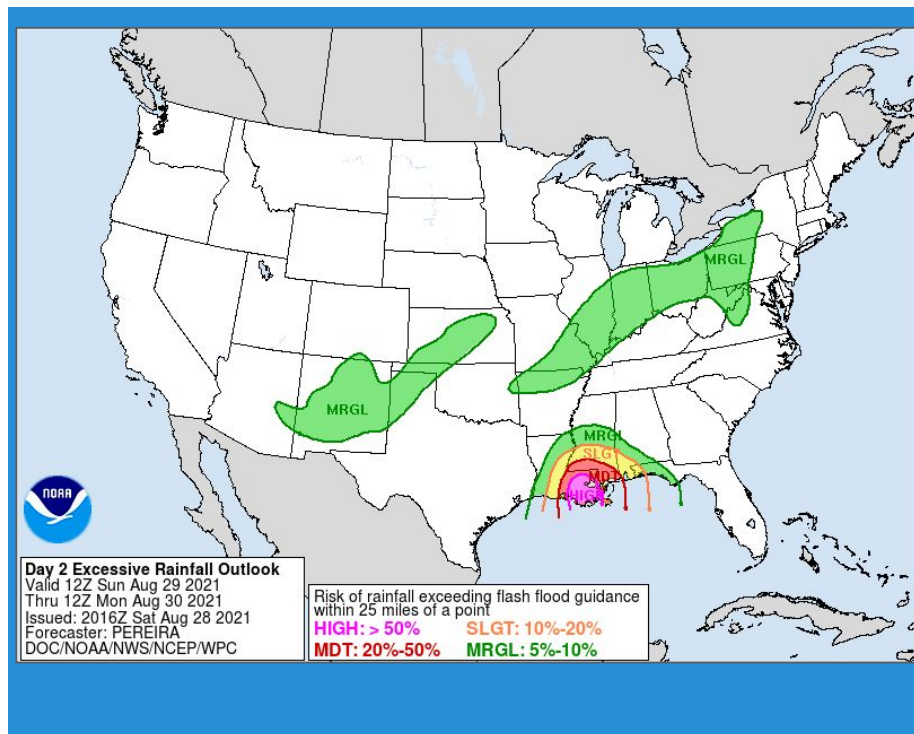 MRGL
MRGL
MRGL
SLGT
MDT
HIGH
NOAA
Day 2 Excessive Rainfall Outlook
Valid 12Z Sun Aug 29 2021
Thru 12Z Mon Aug 30 2021
Issued: 2016Z Sat Aug 28 2021
Forecaster: PEREIRA
DOC/NOAA/NWS/NCEP/WPC
Risk of rainfall exceeding flash flood guidance
within 25 miles of a point
HIGH: > 50% SLGT: 10%-20%
MDT: 20%-50% MRGL: 5%-10%